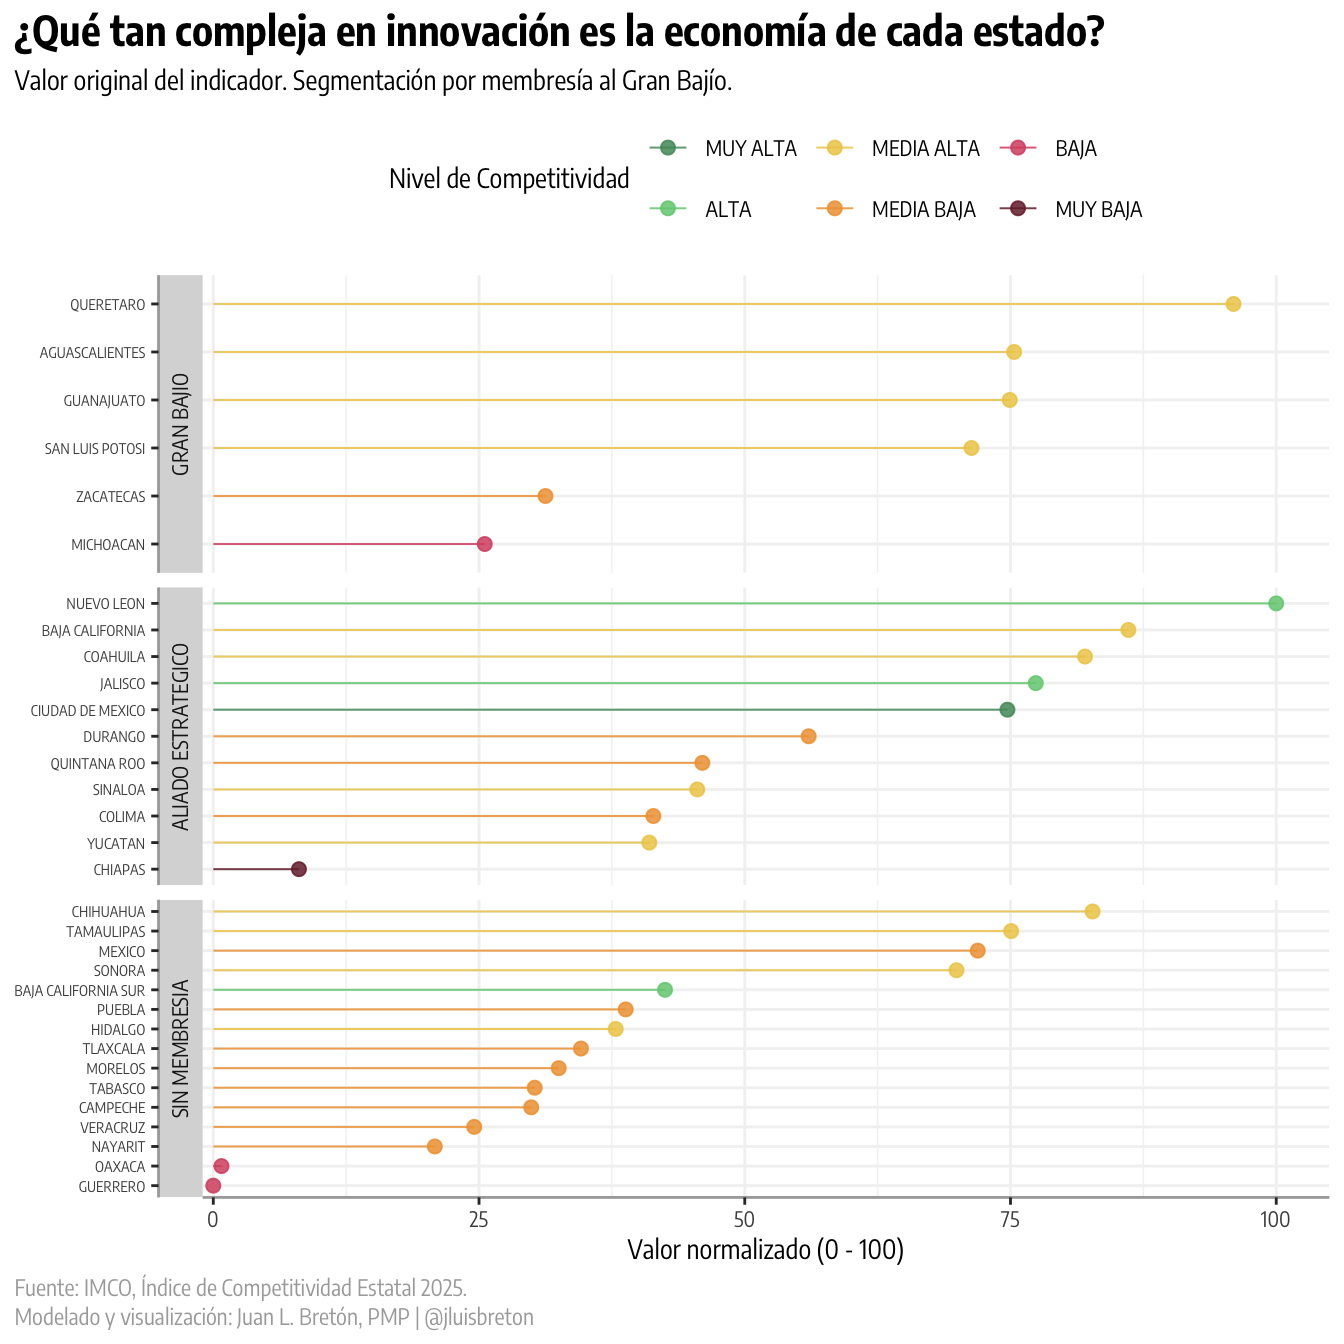 ¿Qué tan compleja en innovación es la economía de cada estado?
Valor original del indicador. Segmentación por membresía al Gran Bajío.
Nivel de Competitividad
MUY ALTA
MEDIA ALTA
BAJA
ALTA
MEDIA BAJA
MUY BAJA
GRAN BAJIO
QUERETARO
AGUASCALIENTES
GUANAJUATO
SAN LUIS POTOSI
ZACATECAS
MICHOACAN
ALIADO ESTRATEGICO
NUEVO LEON
BAJA CALIFORNIA
COAHUILA
JALISCO
CIUDAD DE MEXICO
DURANGO
QUINTANA ROO
SINALOA
COLIMA
YUCATAN
CHIAPAS
SIN MEMBRESIA
CHIHUAHUA
TAMAULIPAS
MEXICO
SONORA
BAJA CALIFORNIA SUR
PUEBLA
HIDALGO
TLAXCALA
MORELOS
TABASCO
CAMPECHE
VERACRUZ
NAYARIT
OAXACA
GUERRERO
0 25 50 75 100
Valor normalizado (0 - 100)
Fuente: IMCO, Índice de Competitividad Estatal 2025.
Modelado y visualización: Juan L. Bretón, PMP | @jluisbreton